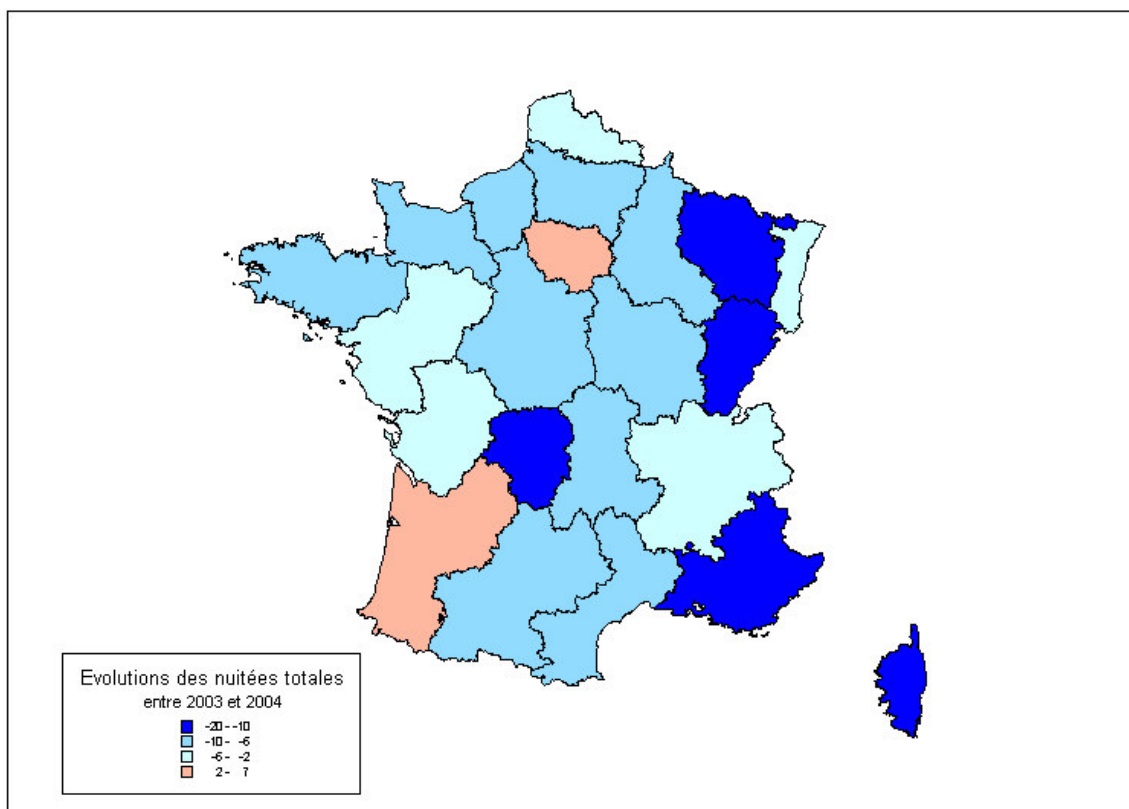 Evolutions des nuitées totales
entre 2003 et 2004
-20 - -10
-10 - -6
-6 - -2
2 - 7